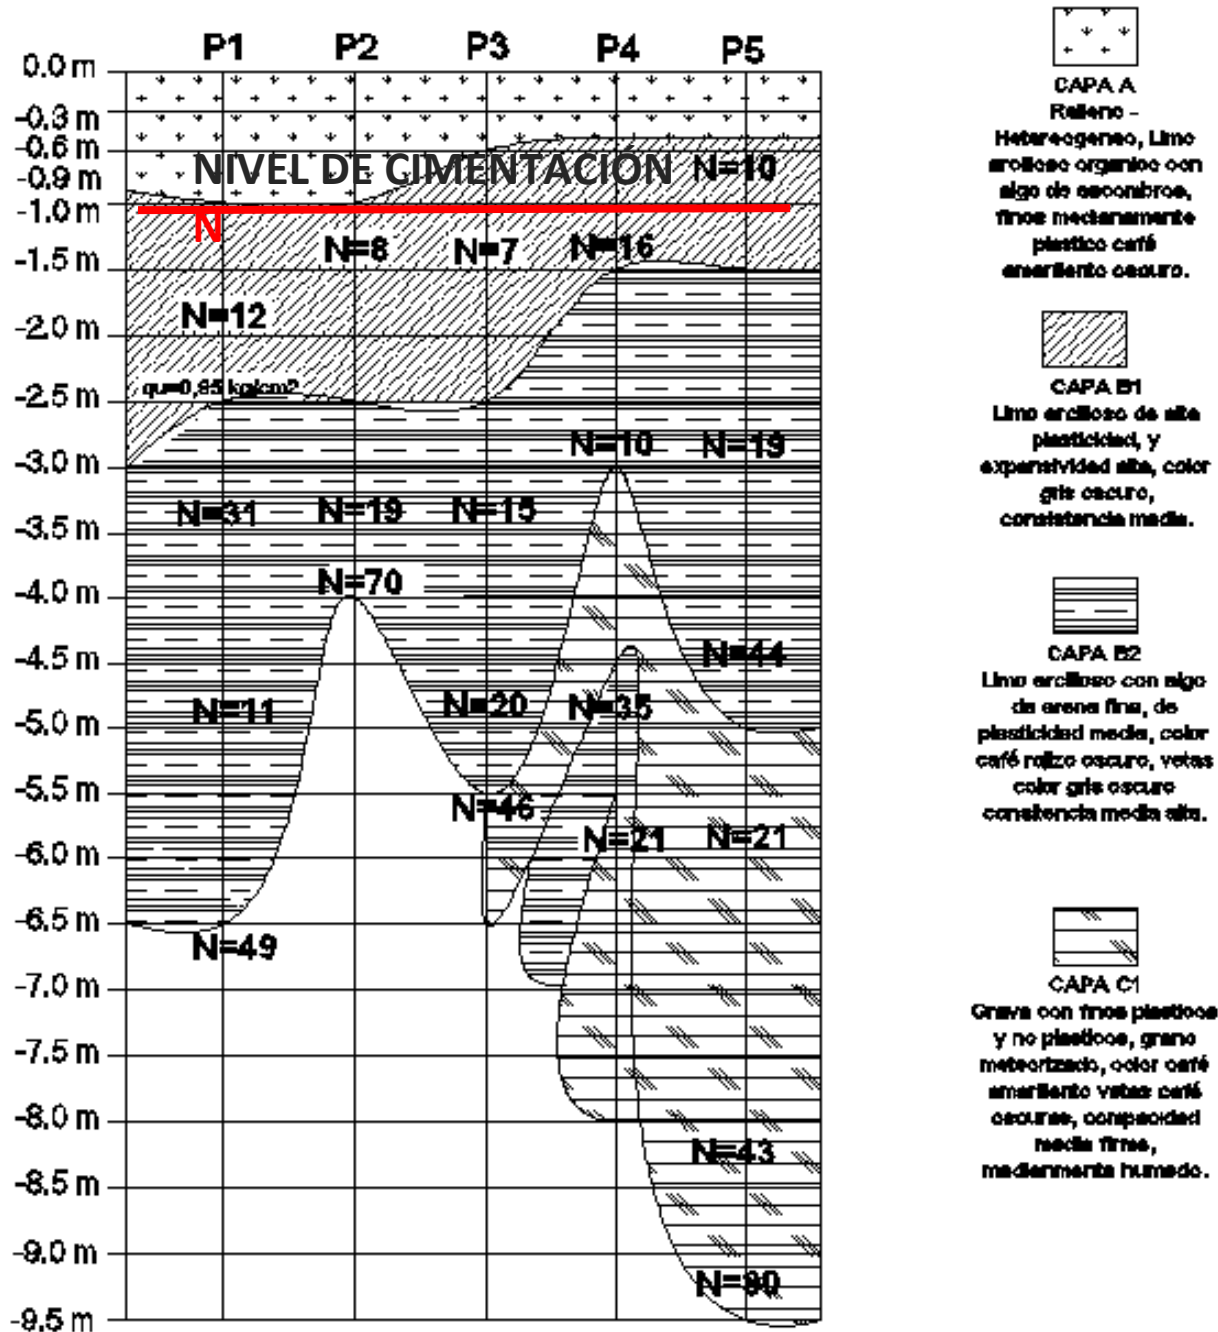 P1 P2 P3 P4 P5
0.0 m
-0.3 m
-0.6 m
-0.9 m
-1.0 m
-1.5 m
-2.0 m
-2.5 m
-3.0 m
-3.5 m
-4.0 m
-4.5 m
-5.0 m
-5.5 m
-6.0 m
-6.5 m
-7.0 m
-7.5 m
-8.0 m
-8.5 m
-9.0 m
-9.5 m
NIVEL DE CIMENTACIÓN N=10
N
N=8 N=7 N=16
N=12
qu=0,95 kg/cm2
N=10 N=19
N=31 N=19 N=15
N=70
N=44
N=11 N=20 N=35
N=46
N=21 N=21
N=49
N=43
N=90
CAPA A
Relleno -
Heterogeneo, Limo
arcilloso organico con
algo de escombros,
finos medianamente
plastico café
amarillento oscuro.
CAPA B1
Limo arcilloso de alta
plasticidad, y
expansividad alta, color
gris oscuro,
consistencia media.
CAPA B2
Limo arcilloso con algo
de arena fina, de
plasticidad media, color
café rojizo oscuro, vetas
color gris oscuro
consitencia media alta.
CAPA C1
Grava con finos plasticos
y no plasticos, grano
meteorizado, color café
amarillento vetas café
oscuras, compacidad
media firme,
medianmente humedo.